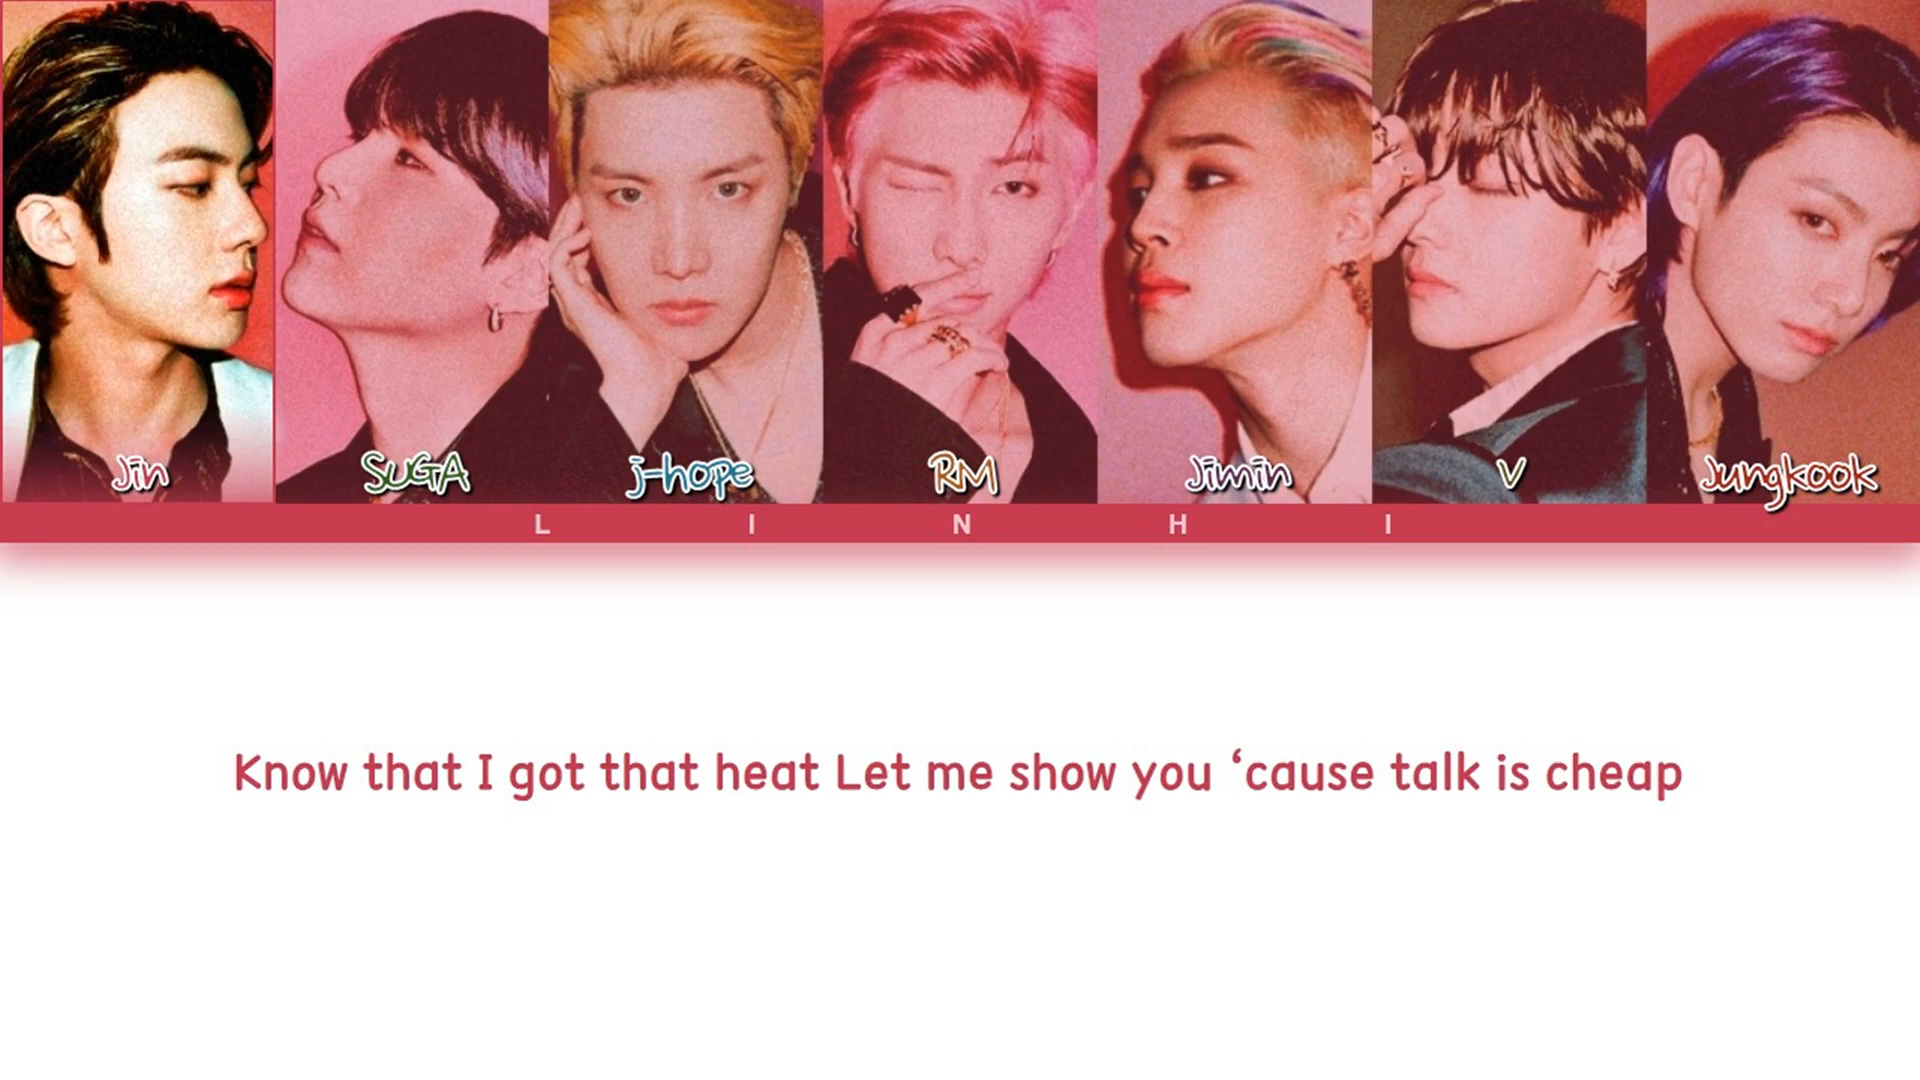 Jin SUGA j-hope RM Jimin V Jungkook
L I N H I
Know that I got that heat Let me show you ‘cause talk is cheap